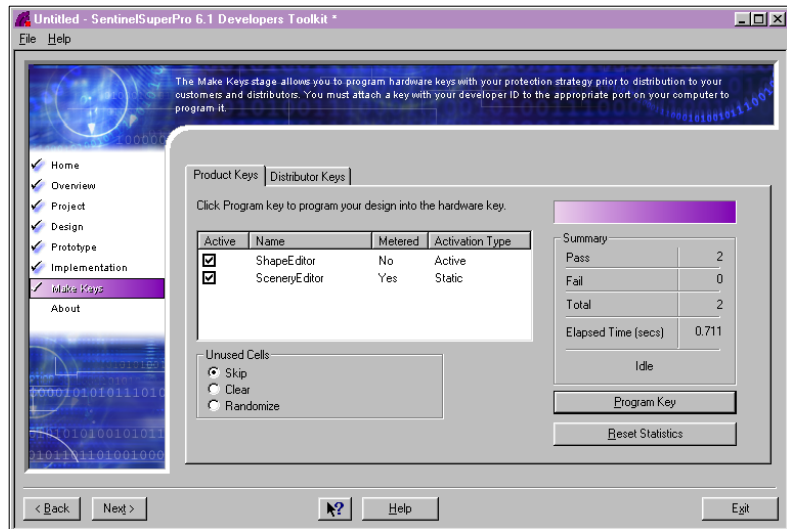 Untitled - SentinelSuperPro 6.1 Developers Toolkit *
File Help
The Make Keys stage allows you to program hardware keys with your protection strategy prior to distribution to your
customers and distributors. You must attach a key with your developer ID to the appropriate port on your computer to
program it.
Home
Overview
Project
Design
Prototype
Implementation
Make Keys
About
Product Keys Distributor Keys
Click Program key to program your design into the hardware key.
Active Name Metered Activation Type
ShapeEditor No Active
SceneryEditor Yes Static
Unused Cells
Skip
Clear
Randomize
Summary
Pass 2
Fail 0
Total 2
Elapsed Time (secs) 0.711
Idle
Program Key
Reset Statistics
< Back Next > Help Exit